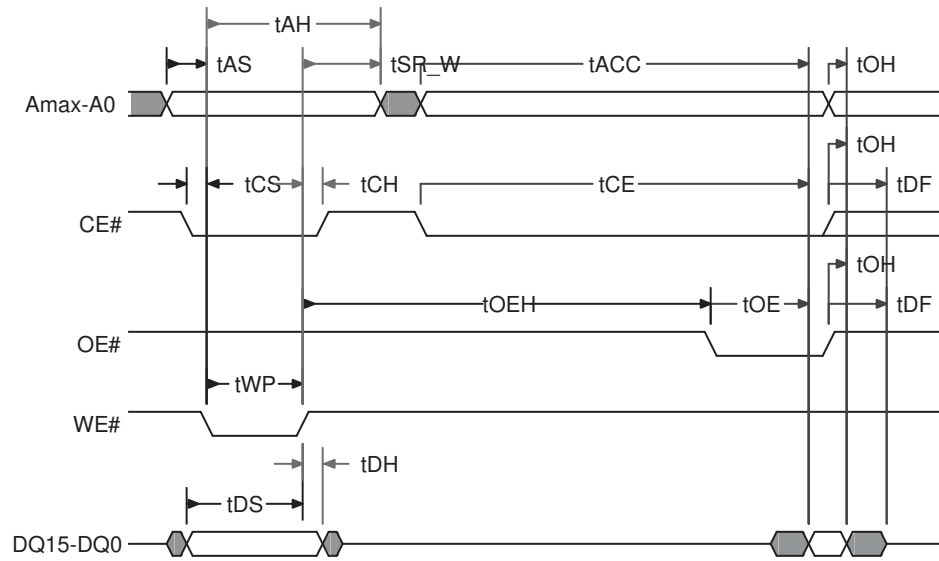 tAH
tAS
tSR_W
tACC
tOH
Amax-A0
tOH
tCS
tCH
tCE
tDF
CE#
tOH
tOEH
tOE
tDF
OE#
tWP
WE#
tDH
tDS
DQ15-DQ0